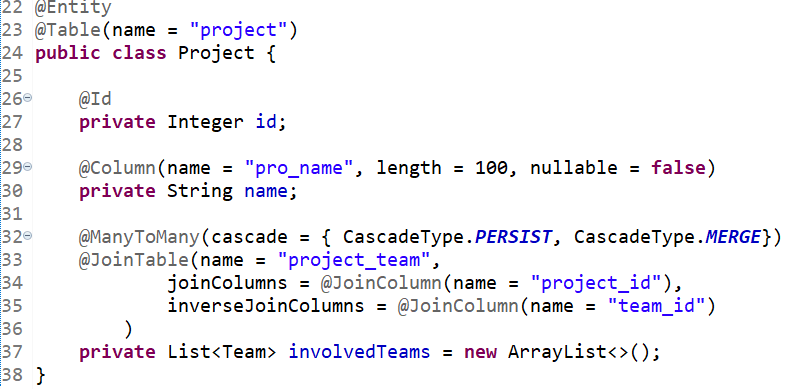 22 @Entity
23 @Table(name = "project")
24 public class Project {
25
26 @Id
27 private Integer id;
28
29 @Column(name = "pro_name", length = 100, nullable = false)
30 private String name;
31
32 @ManyToMany(cascade = { CascadeType.PERSIST, CascadeType.MERGE})
33 @JoinTable(name = "project_team",
34 joinColumns = @JoinColumn(name = "project_id"),
35 inverseJoinColumns = @JoinColumn(name = "team_id")
36 )
37 private List<Team> involvedTeams = new ArrayList<>();
38 }